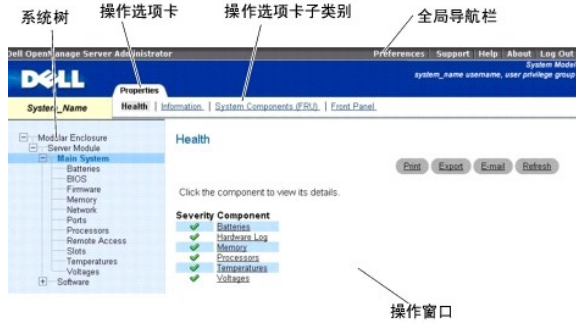 系统树
操作选项卡
操作选项卡子类别
全局导航栏
Dell OpenManage Server Administrator
Preferences Support Help About Log Out
System Model
system_name username, user privilege group
DELL
Properties
System_Name
Health Information System Components (FRU) Front Panel
Modular Enclosure
Server Module
Main System
Batteries
BIOS
Firmware
Memory
Network
Ports
Processors
Remote Access
Slots
Temperatures
Voltages
Software
Health
Print Export E-mail Refresh
Click the component to view its details.
Severity Component
Batteries
Hardware Log
Memory
Processors
Temperatures
Voltages
操作窗口